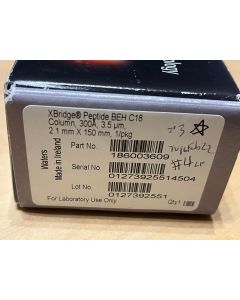 XBridge® Peptide BEH C18
Column, 300Å, 3.5 µm,
2.1 mm X 150 mm, 1/pkg
Waters
Made in Ireland
Part No
186003609
Serial No
01273925514504
Lot No
0127392551
For Laboratory Use Only
Qty:1
#4